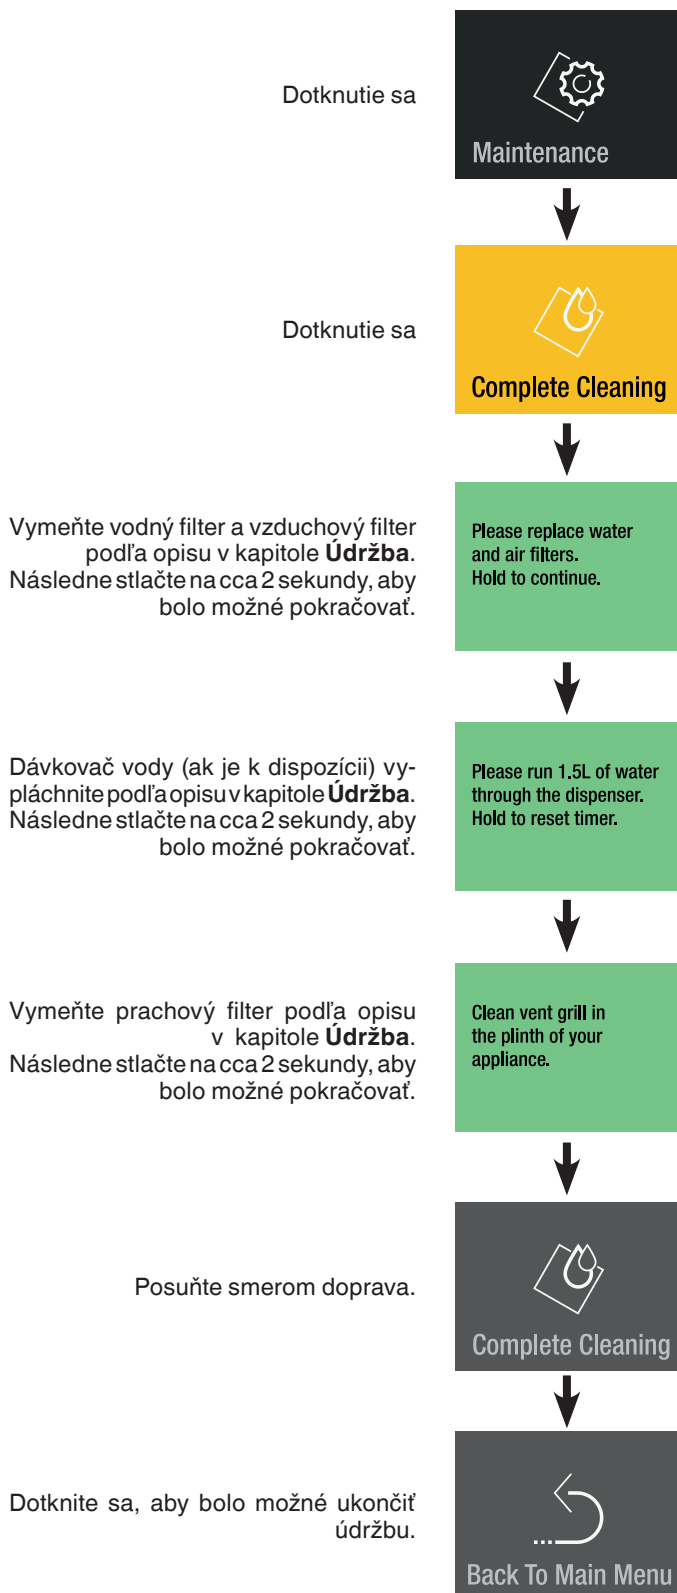 Dotknutie sa
Maintenance
Dotknutie sa
Complete Cleaning
Vymeňte vodný filter a vzduchový filter
podľa opisu v kapitole Údržba.
Následne stlačte na cca 2 sekundy, aby
bolo možné pokračovať.
Please replace water
and air filters.
Hold to continue.
Dávkovač vody (ak je k dispozícii) vy-
pláchnite podľa opisu v kapitole Údržba.
Následne stlačte na cca 2 sekundy, aby
bolo možné pokračovať.
Please run 1.5L of water
through the dispenser.
Hold to reset timer.
Vymeňte prachový filter podľa opisu
v kapitole Údržba.
Následne stlačte na cca 2 sekundy, aby
bolo možné pokračovať.
Clean vent grill in
the plinth of your
appliance.
Posuňte smerom doprava.
Complete Cleaning
Dotknite sa, aby bolo možné ukončiť
údržbu.
Back To Main Menu